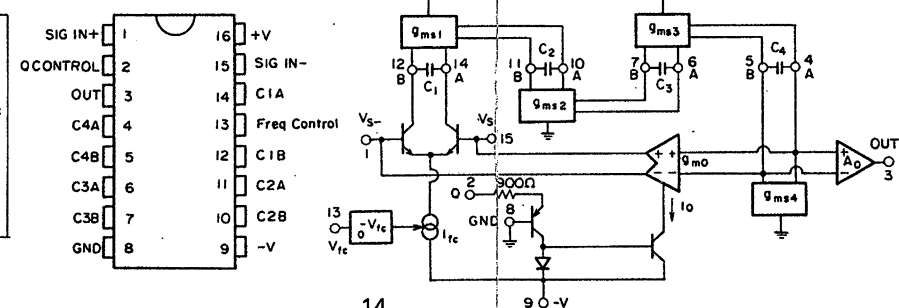 SIG IN+ 1 16 +V
QCONTROL 2 15 SIG IN-
OUT 3 14 C1A
C4A 4 13 Freq Control
C4B 5 12 C1B
C3A 6 11 C2A
C3B 7 10 C2B
GND 8 9 -V
gms1
gms3
12 B C1 14 A
11 B C2 10 A
7 B C3 6 A
5 B C4 4 A
gms2
VS- 1
VS 15
+ + gm0
- -
+ A0 -
OUT 3
gms4
Q 2 900Ω
GND 8
I0
13 Vfc
-Vfc 0
Ifc
9 -V
14